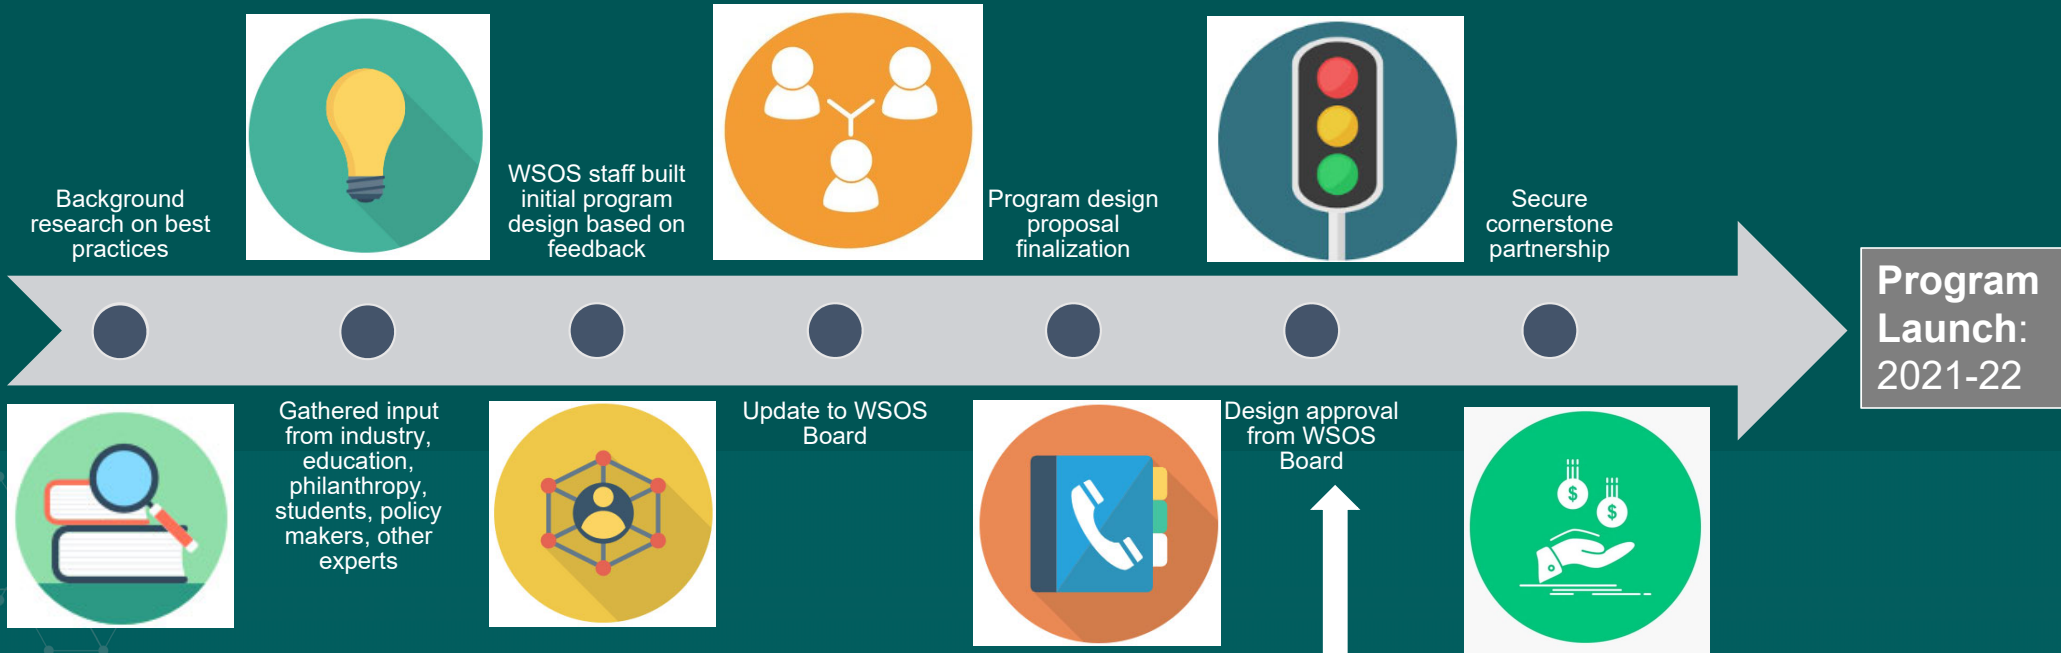 Background
research on best
practices
Gathered input
from industry,
education,
philanthropy,
students, policy
makers, other
experts
WSOS staff built
initial program
design based on
feedback
Update to WSOS
Board
Program design
proposal
finalization
Design approval
from WSOS
Board
Secure
cornerstone
partnership
$
$
Program
Launch:
2021-22